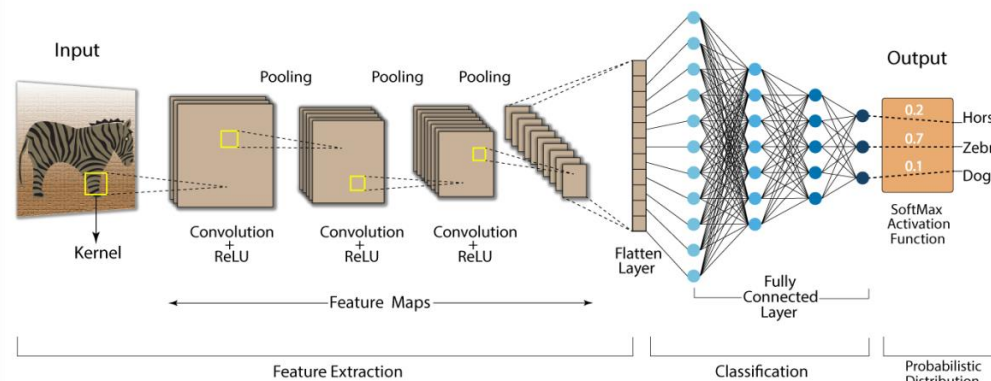 Input
Pooling
Pooling
Pooling
Output
0.2
Hors
0.7
Zebr
0.1
Dog
Kernel
Convolution
+
ReLU
Convolution
+
ReLU
Convolution
+
ReLU
Flatten
Layer
SoftMax
Activation
Function
Fully
Connected
Layer
Feature Maps
Feature Extraction
Classification
Probabilistic
Distribution